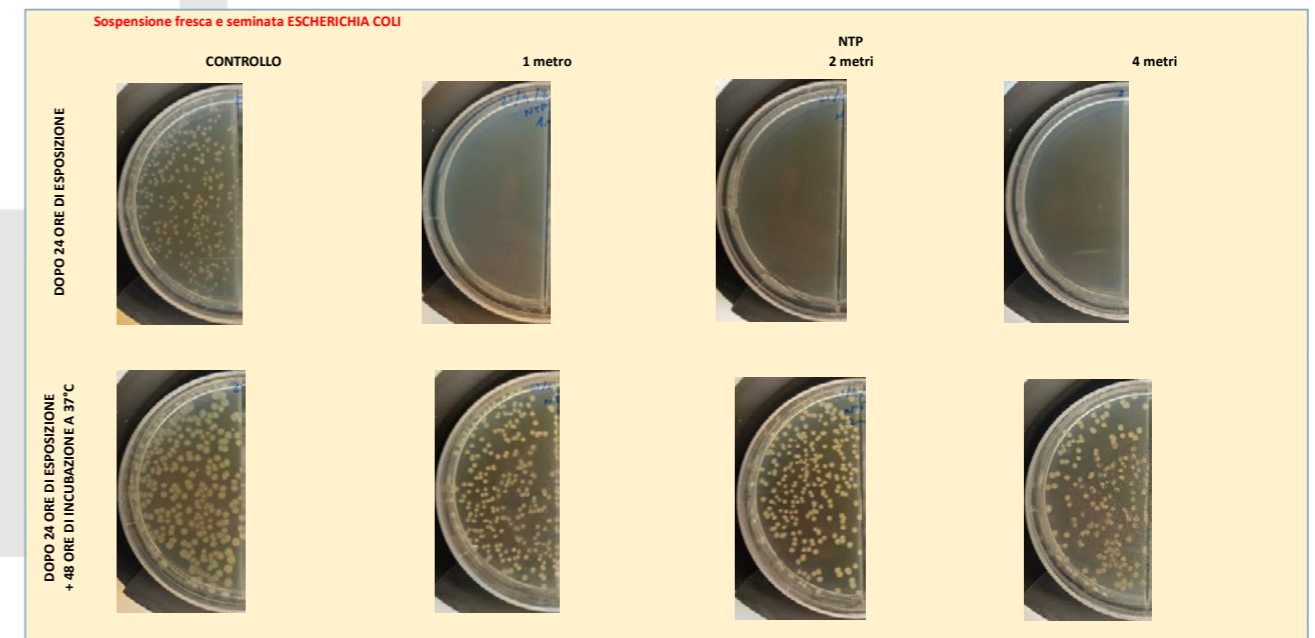 Sospensione fresca e seminata ESCHERICHIA COLI
NTP
CONTROLLO
1 metro
2 metri
4 metri
DOPO 24 ORE DI ESPOSIZIONE
DOPO 24 ORE DI ESPOSIZIONE
+ 48 ORE DI INCUBAZIONE A 37°C